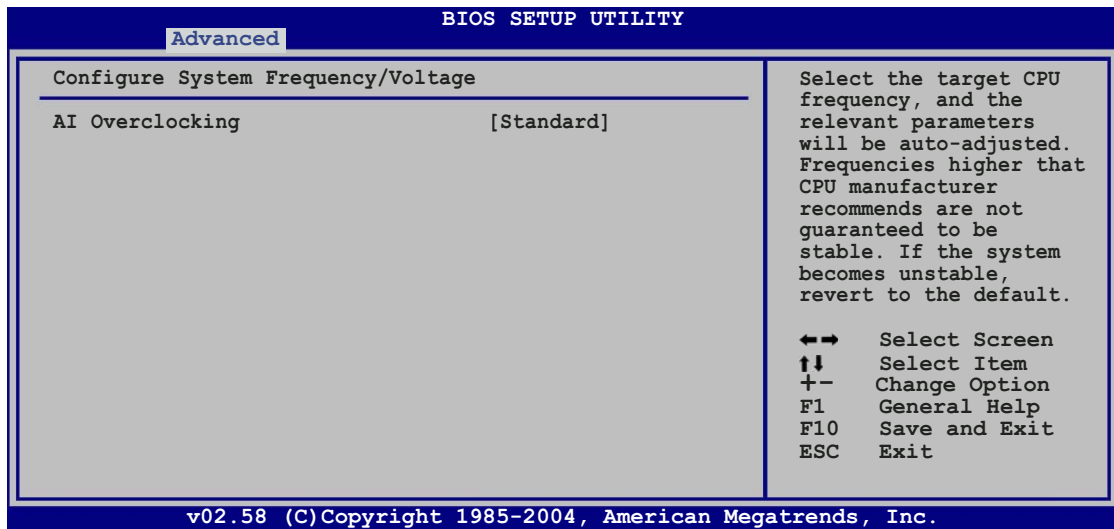 BIOS SETUP UTILITY
Advanced
Configure System Frequency/Voltage
AI Overclocking [Standard]
Select the target CPU
frequency, and the
relevant parameters
will be auto-adjusted.
Frequencies higher that
CPU manufacturer
recommends are not
guaranteed to be
stable. If the system
becomes unstable,
revert to the default.
←→ Select Screen
↑↓ Select Item
+- Change Option
F1 General Help
F10 Save and Exit
ESC Exit
v02.58 (C)Copyright 1985-2004, American Megatrends, Inc.